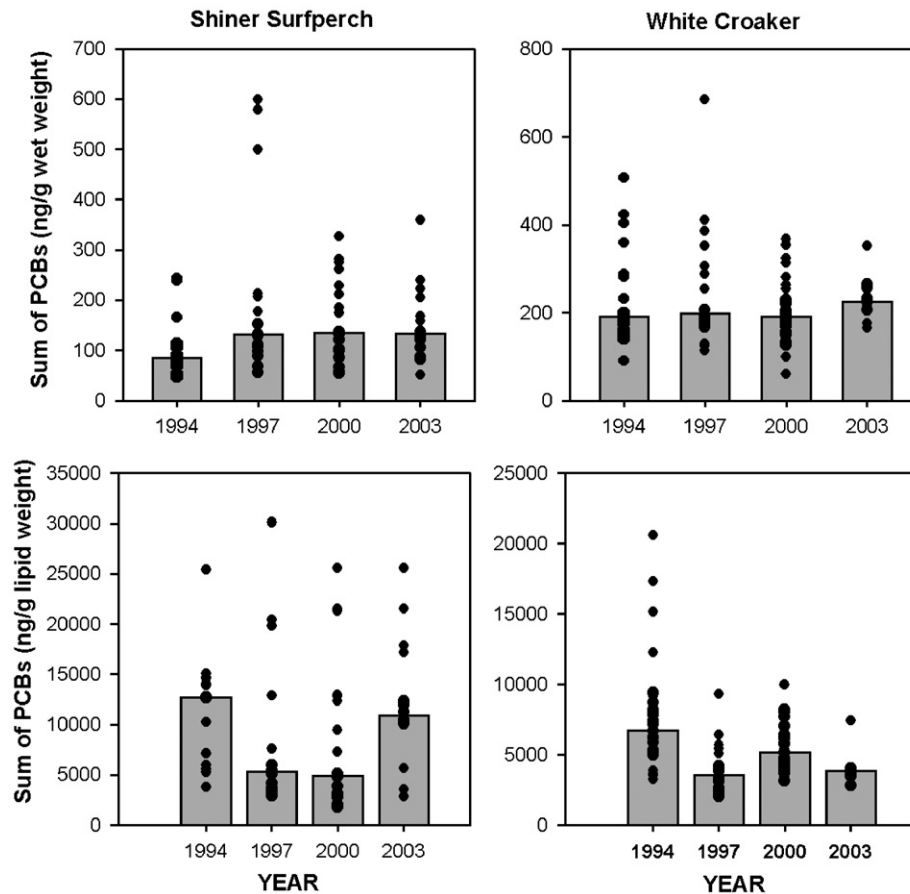 Shiner Surfperch
White Croaker
Sum of PCBs (ng/g wet weight)
700
600
500
400
300
200
100
0
1994 1997 2000 2003
800
600
400
200
0
1994 1997 2000 2003
Sum of PCBs (ng/g lipid weight)
35000
30000
25000
20000
15000
10000
5000
0
1994 1997 2000 2003
YEAR
25000
20000
15000
10000
5000
0
1994 1997 2000 2003
YEAR